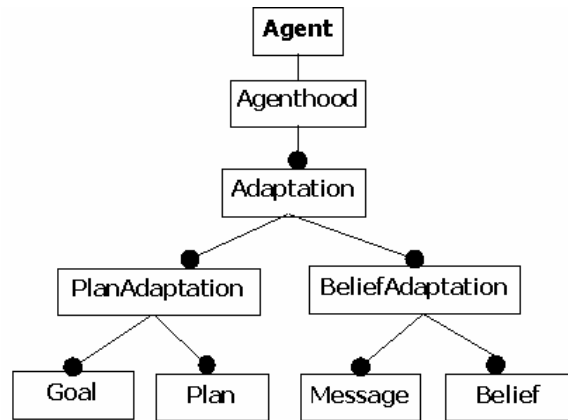 Agent
Agenthood
Adaptation
PlanAdaptation
BeliefAdaptation
Goal
Plan
Message
Belief